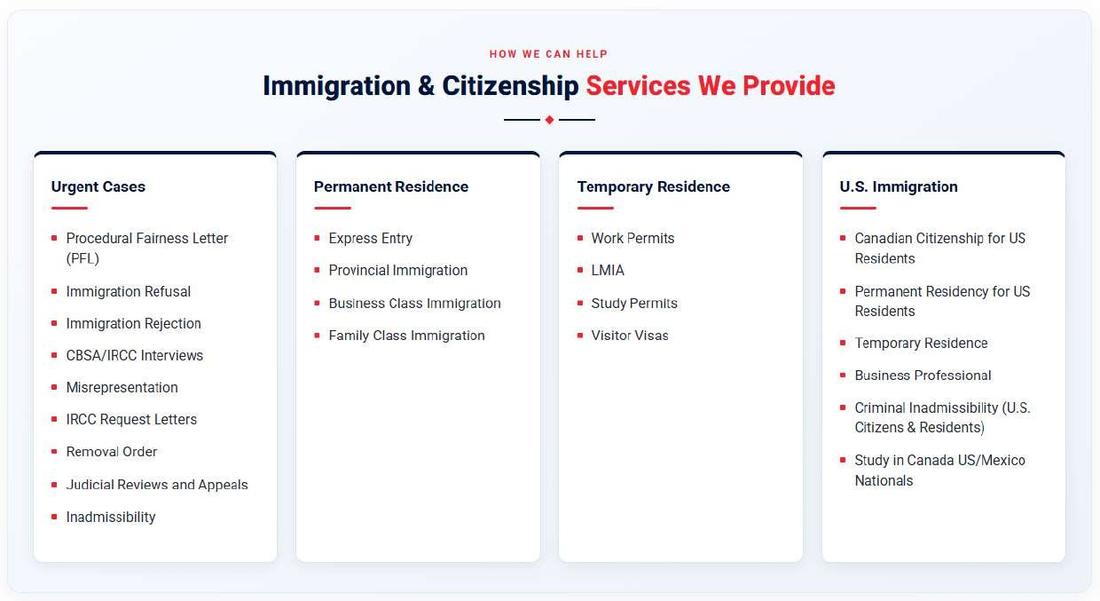 HOW WE CAN HELP
Immigration & Citizenship Services We Provide
Urgent Cases
Procedural Fairness Letter
(PFL)
Immigration Refusal
Immigration Rejection
CBSA/IRCC Interviews
Misrepresentation
IRCC Request Letters
Removal Order
Judicial Reviews and Appeals
Inadmissibility
Permanent Residence
Express Entry
Provincial Immigration
Business Class Immigration
Family Class Immigration
Temporary Residence
Work Permits
LMIA
Study Permits
Visitor Visas
U.S. Immigration
Canadian Citizenship for US
Residents
Permanent Residency for US
Residents
Temporary Residence
Business Professional
Criminal Inadmissibility (U.S.
Citizens & Residents)
Study in Canada US/Mexico
Nationals